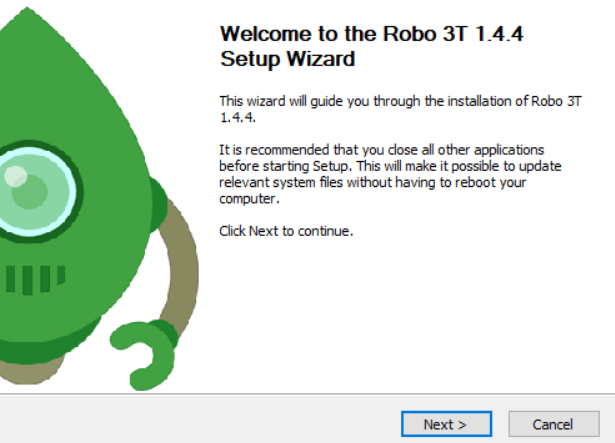 Welcome to the Robo 3T 1.4.4
Setup Wizard
This wizard will guide you through the installation of Robo 3T
1.4.4.
It is recommended that you close all other applications
before starting Setup. This will make it possible to update
relevant system files without having to reboot your
computer.
Click Next to continue.
Next >
Cancel